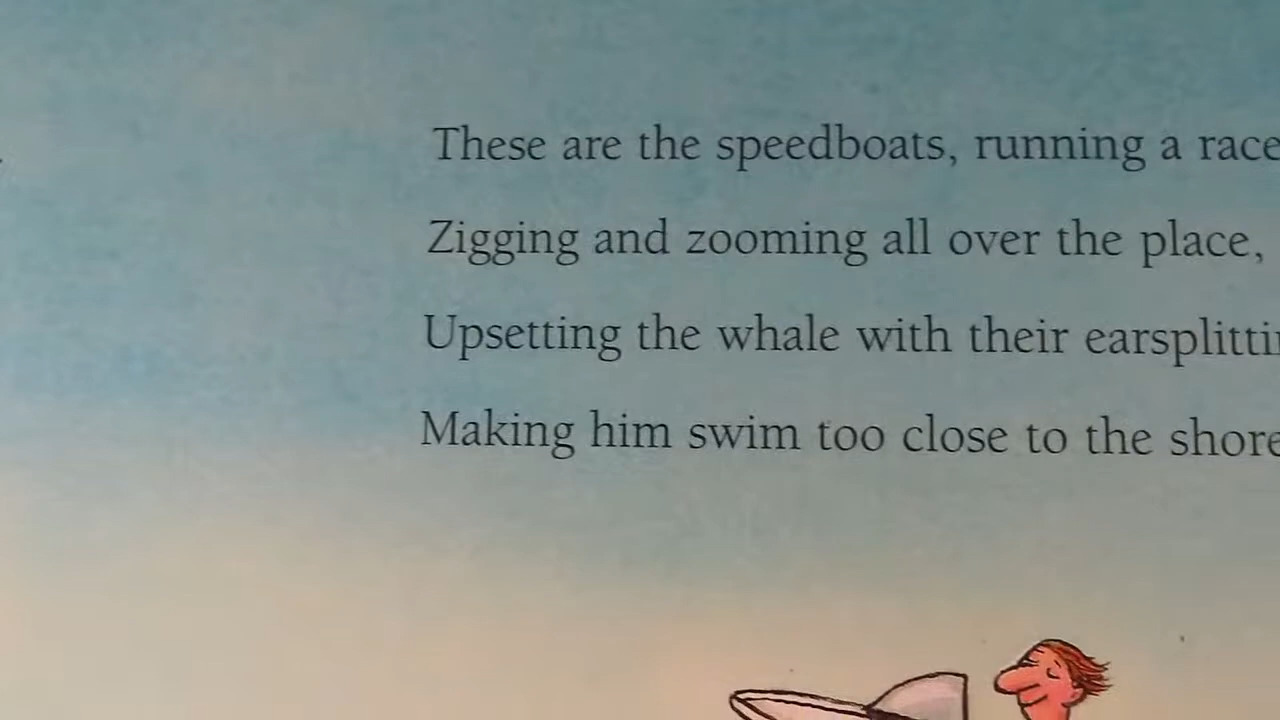 These are the speedboats, running a race
Zigging and zooming all over the place,
Upsetting the whale with their
Making him swim too close to the shore